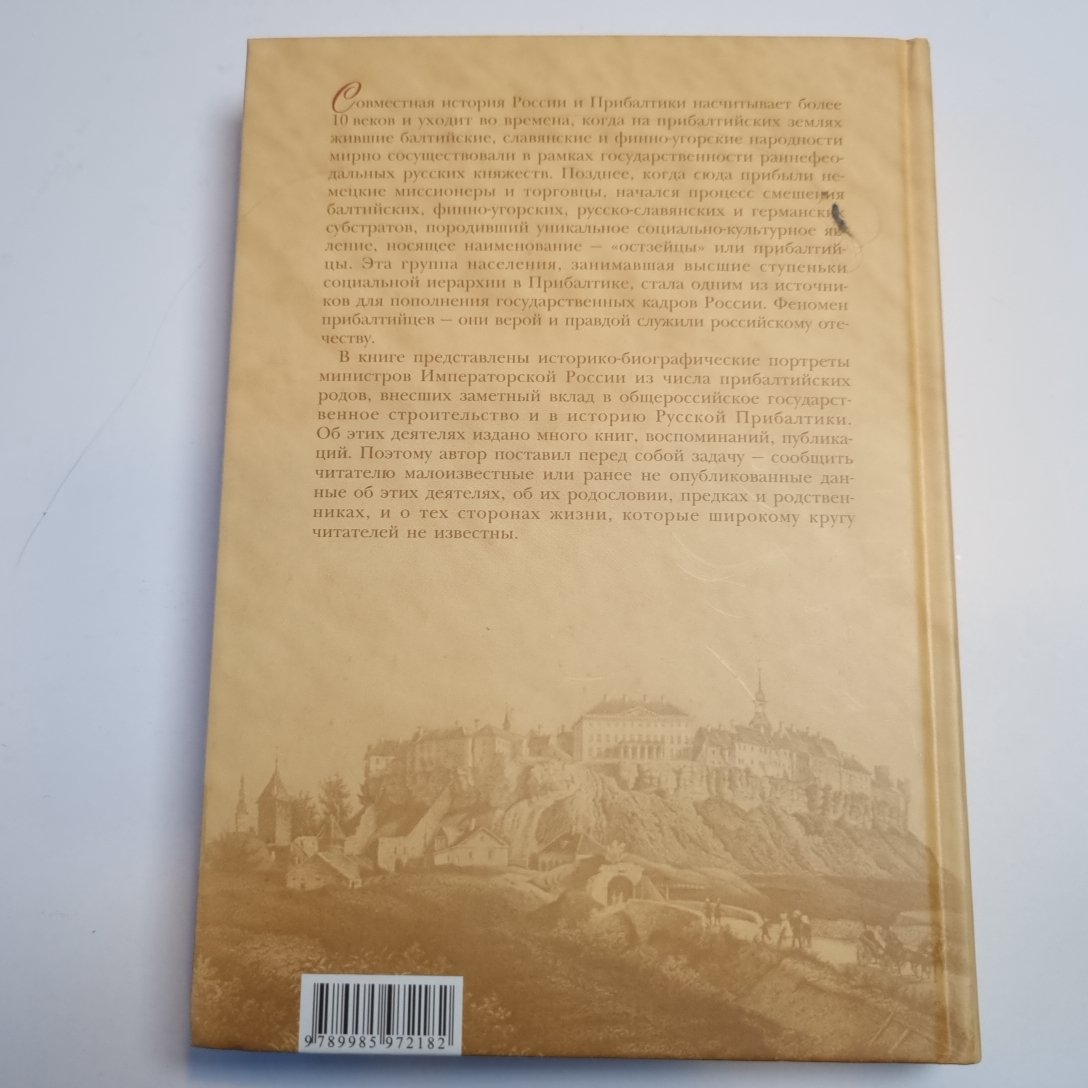 Совместная история России и Прибалтики насчитывает более
10 веков и уходит во времена, когда на прибалтийских землях
жившие балтийские, славянские и финно-угорские народности
мирно сосуществовали в рамках государственности раннефео-
дальных русских княжеств. Позднее, когда сюда прибыли не-
мецкие миссионеры и торговцы, начался процесс смешения
балтийских, финно-угорских, русско-славянских и германских
субстратов, породивший уникальное социально-культурное яв-
ление, носящее наименование – «остзейцы» или прибалтий-
цы. Эта группа населения, занимавшая высшие ступеньки
социальной иерархии в Прибалтике, стала одним из источни-
ков для пополнения государственных кадров России. Феномен
прибалтийцев – они верой и правдой служили российскому оте-
честву.
В книге представлены историко-биографические портреты
министров Императорской России из числа прибалтийских
родов, внесших заметный вклад в общероссийское государст-
венное строительство и в историю Русской Прибалтики.
Об этих деятелях издано много книг, воспоминаний, публика-
ций. Поэтому автор поставил перед собой задачу – сообщить
читателю малоизвестные или ранее не опубликованные дан-
ные об этих деятелях, об их родословии, предках и родствен-
никах, и о тех сторонах жизни, которые широкому кругу
читателей не известны.
9 789985 972182